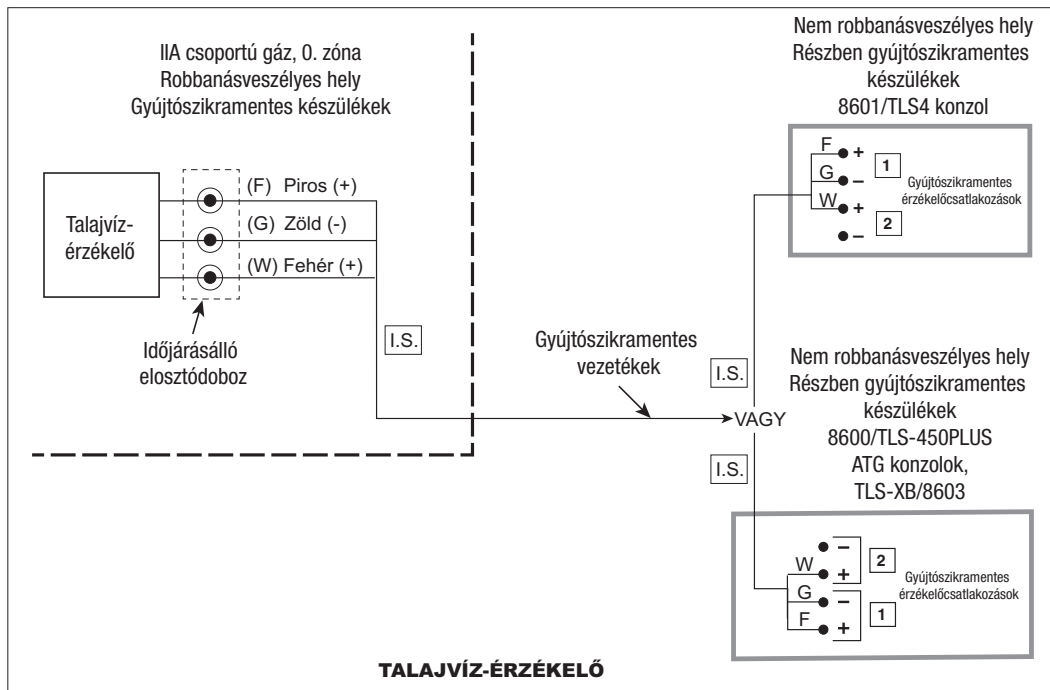 IIA csoportú gáz, 0. zóna
Robbanásveszélyes hely
Gyújtószikramentes készülékek
Talajvíz-
érzékelő
(F) Piros (+)
(G) Zöld (-)
(W) Fehér (+)
Időjárásálló
elosztódoboz
I.S.
Gyújtószikramentes
vezetékek
I.S.
VAGY
I.S.
Nem robbanásveszélyes hely
Részben gyújtószikramentes
készülékek
8601/TLS4 konzol
F +
G −
1
W +
−
2
Gyújtószikramentes
érzékelőcsatlakozások
Nem robbanásveszélyes hely
Részben gyújtószikramentes
készülékek
8600/TLS-450PLUS
ATG konzolok,
TLS-XB/8603
−
W +
2
G −
F +
1
Gyújtószikramentes
érzékelőcsatlakozások
TALAJVÍZ-ÉRZÉKELŐ